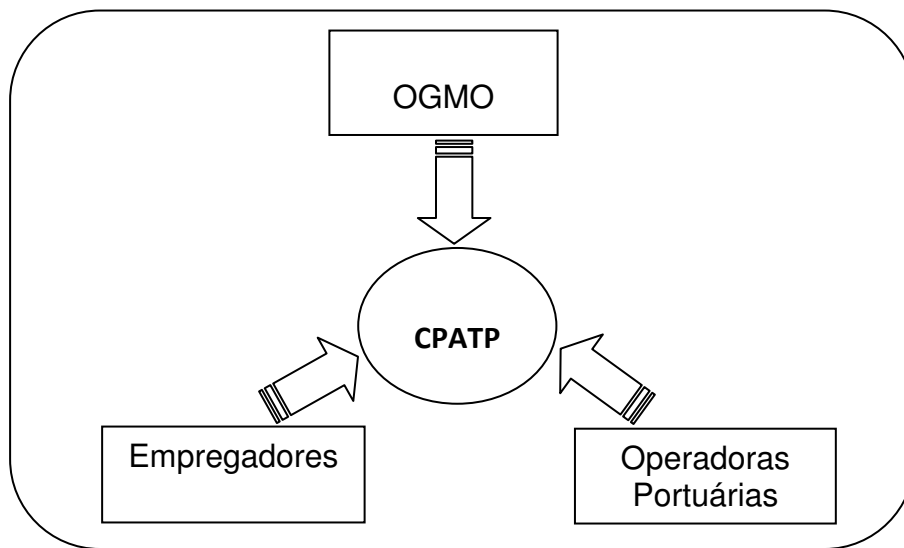 OGMO
CPATP
Empregadores
Operadoras
Portuárias